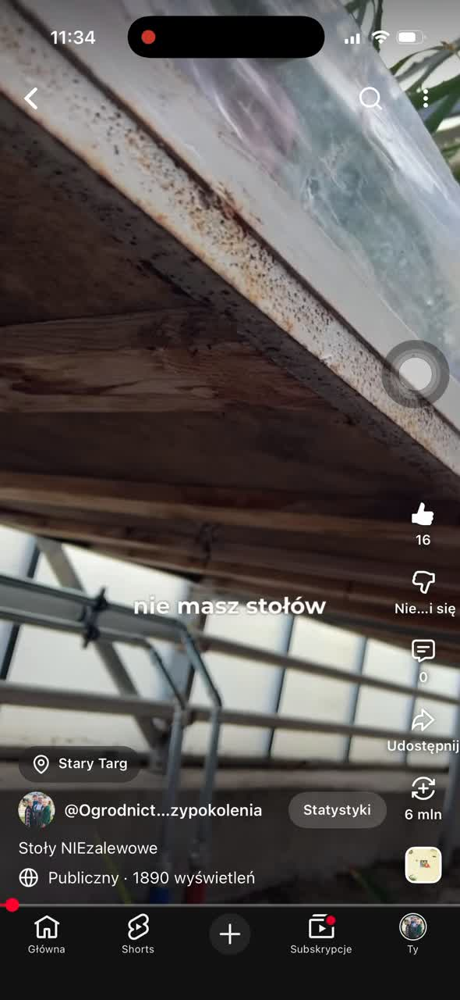 11:34
nie masz stołów
16
Nie...i się
0
Udostępnij
Stary Targ
@Ogrodnict...zypokolenia
Statystyki
6 mln
Stoły NIEzalewowe
Publiczny · 1890 wyświetleń
Główna
Shorts
Subskrypcje
Ty